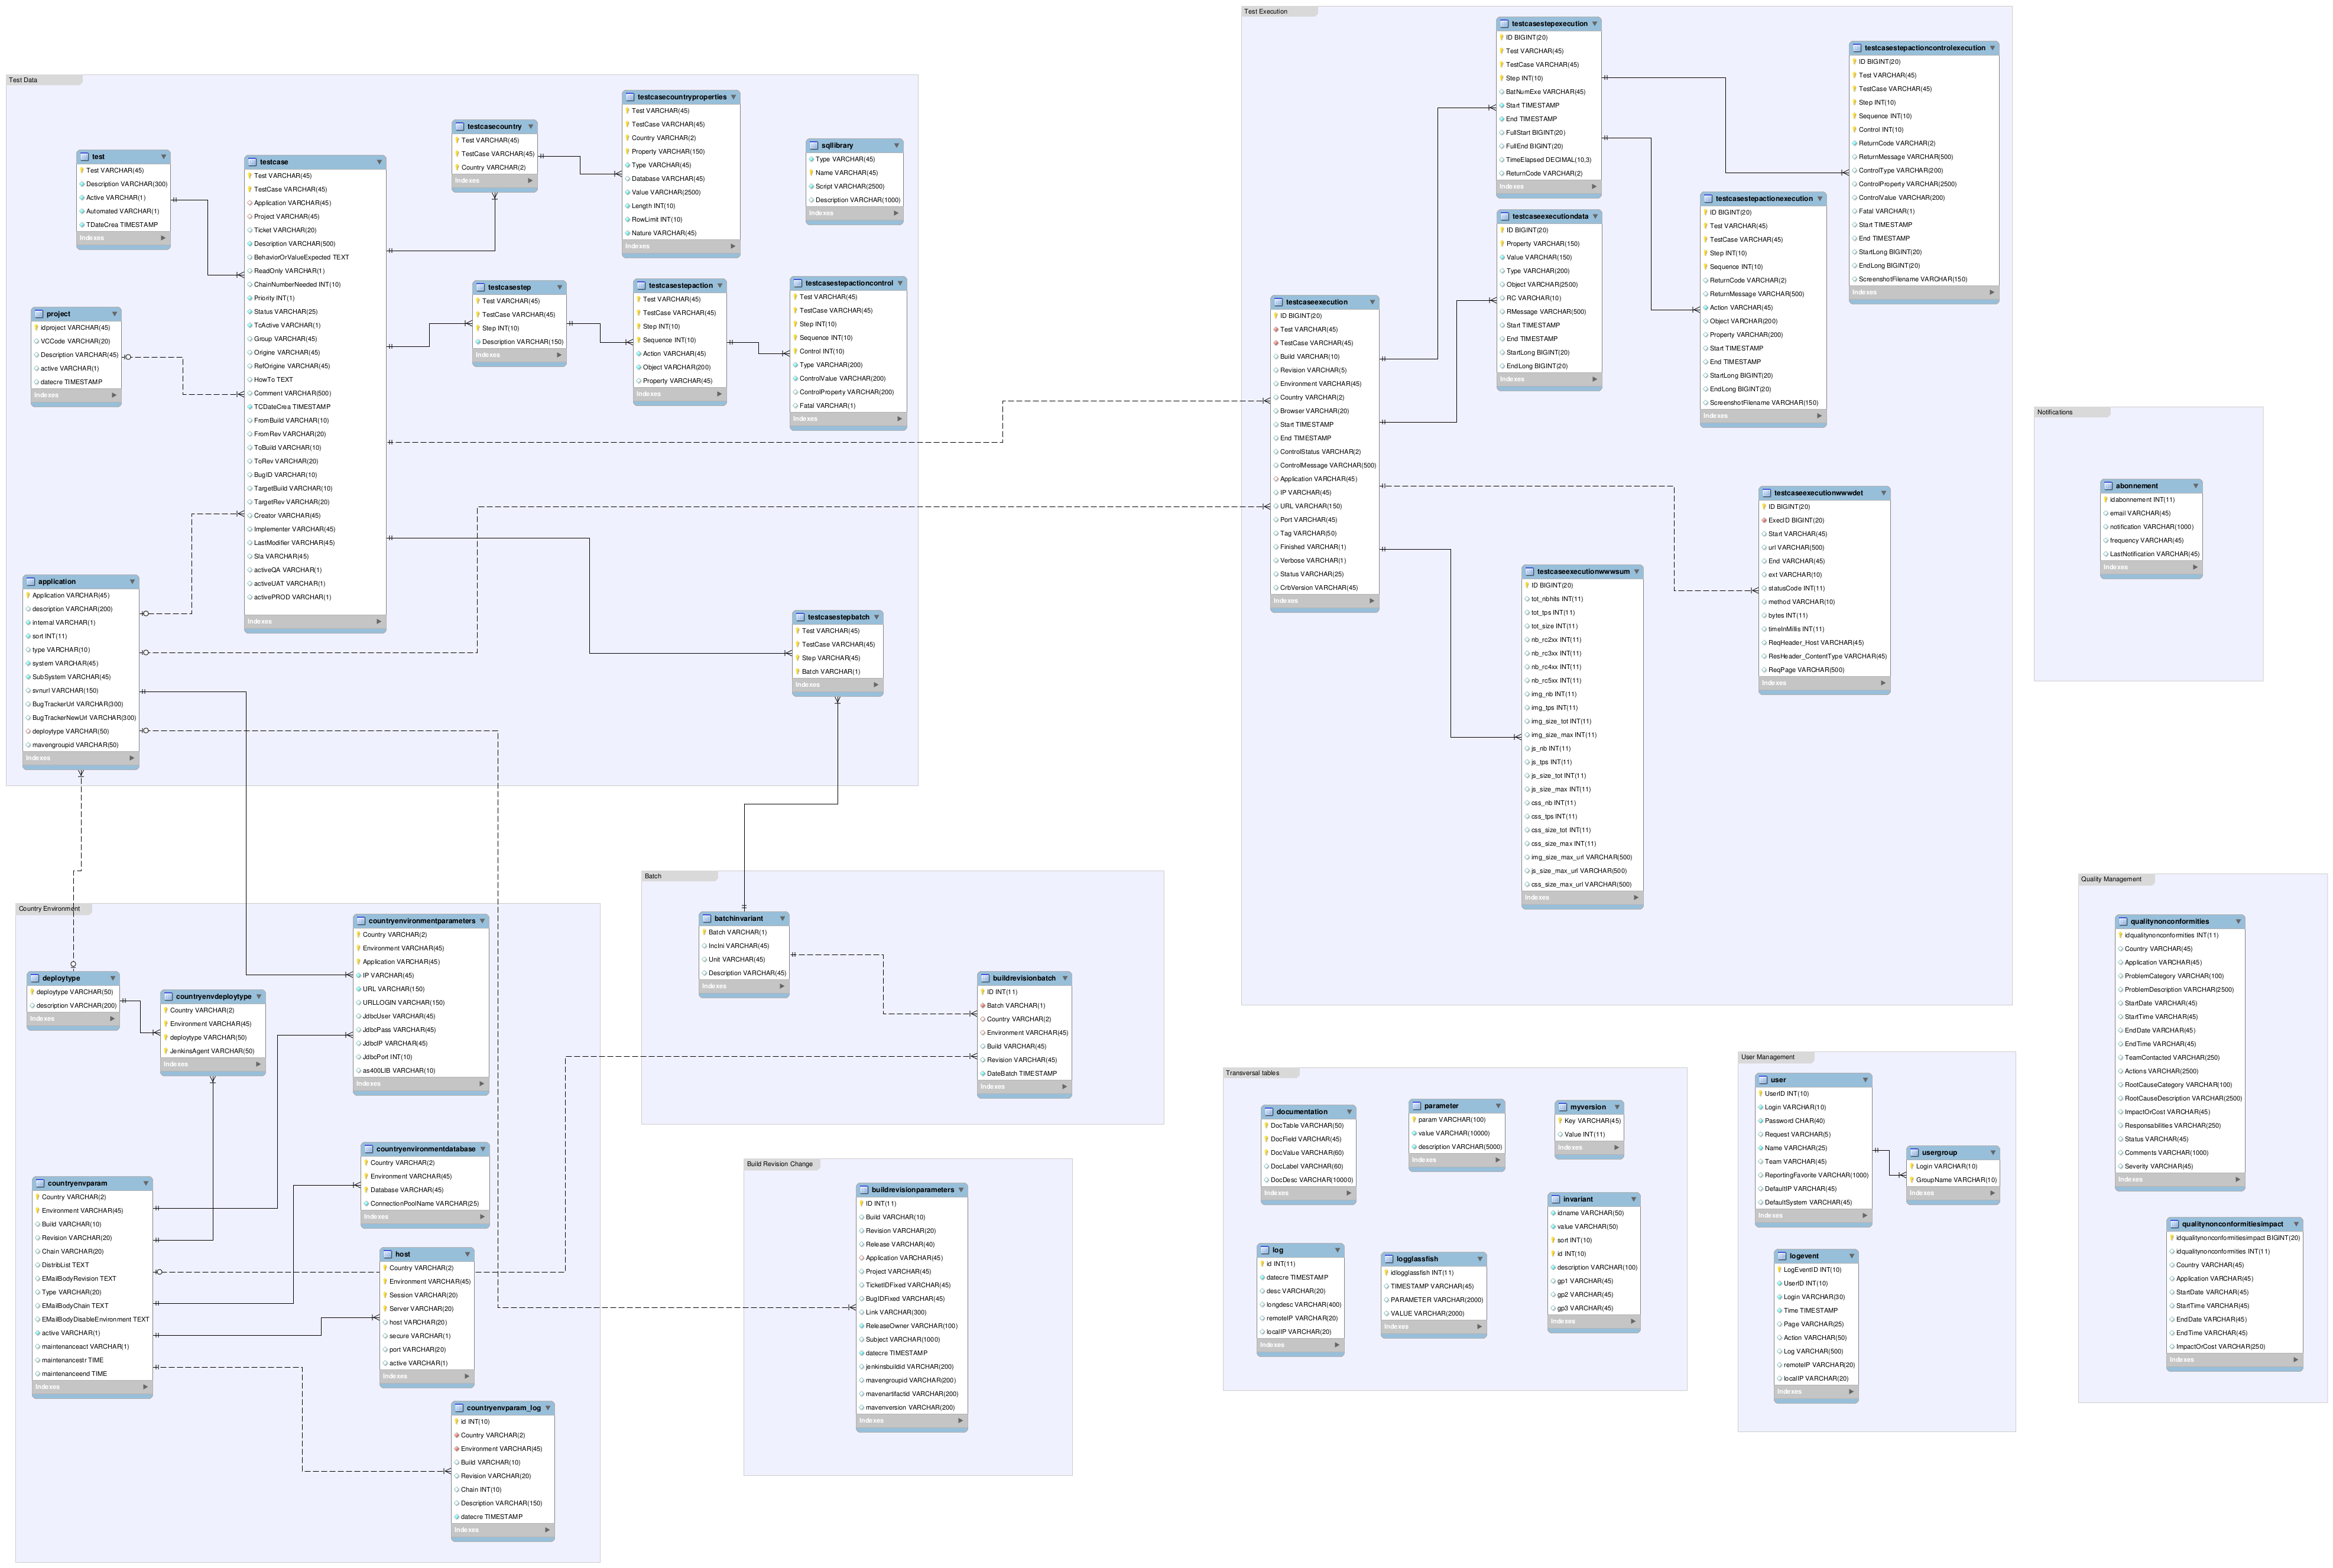 Test Data
test
Test VARCHAR(45)
Description VARCHAR(300)
Active VARCHAR(1)
Automated VARCHAR(1)
TDateCrea TIMESTAMP
Indexes
project
idproject VARCHAR(45)
VCCode VARCHAR(20)
Description VARCHAR(45)
active VARCHAR(1)
datecre TIMESTAMP
Indexes
application
Application VARCHAR(45)
description VARCHAR(200)
internal VARCHAR(1)
sort INT(11)
type VARCHAR(10)
system VARCHAR(45)
SubSystem VARCHAR(45)
svnurl VARCHAR(150)
BugTrackerUrl VARCHAR(300)
BugTrackerNewUrl VARCHAR(300)
deploytype VARCHAR(50)
mavengroupid VARCHAR(50)
Indexes
testcase
Test VARCHAR(45)
TestCase VARCHAR(45)
Application VARCHAR(45)
Project VARCHAR(45)
Ticket VARCHAR(20)
Description VARCHAR(500)
BehaviorOrValueExpected TEXT
ReadOnly VARCHAR(1)
ChainNumberNeeded INT(10)
Priority INT(1)
Status VARCHAR(25)
TcActive VARCHAR(1)
Group VARCHAR(45)
Origine VARCHAR(45)
RefOrigine VARCHAR(45)
HowTo TEXT
Comment VARCHAR(500)
TCDateCrea TIMESTAMP
FromBuild VARCHAR(10)
FromRev VARCHAR(20)
ToBuild VARCHAR(10)
ToRev VARCHAR(20)
BugID VARCHAR(10)
TargetBuild VARCHAR(10)
TargetRev VARCHAR(20)
Creator VARCHAR(45)
Implementer VARCHAR(45)
LastModifier VARCHAR(45)
Sla VARCHAR(45)
activeQA VARCHAR(1)
activeUAT VARCHAR(1)
activePROD VARCHAR(1)
Indexes
testcasecountry
Test VARCHAR(45)
TestCase VARCHAR(45)
Country VARCHAR(2)
Indexes
testcasecountryproperties
Test VARCHAR(45)
TestCase VARCHAR(45)
Country VARCHAR(2)
Property VARCHAR(150)
Type VARCHAR(45)
Database VARCHAR(45)
Value VARCHAR(2500)
Length INT(10)
RowLimit INT(10)
Nature VARCHAR(45)
Indexes
sqllibrary
Type VARCHAR(45)
Name VARCHAR(45)
Script VARCHAR(2500)
Description VARCHAR(1000)
Indexes
testcasestep
Test VARCHAR(45)
TestCase VARCHAR(45)
Step INT(10)
Description VARCHAR(150)
Indexes
testcasestepaction
Test VARCHAR(45)
TestCase VARCHAR(45)
Step INT(10)
Sequence INT(10)
Action VARCHAR(45)
Object VARCHAR(200)
Property VARCHAR(45)
Indexes
testcasestepactioncontrol
Test VARCHAR(45)
TestCase VARCHAR(45)
Step INT(10)
Sequence INT(10)
Control INT(10)
Type VARCHAR(200)
ControlValue VARCHAR(200)
ControlProperty VARCHAR(200)
Fatal VARCHAR(1)
Indexes
testcasestepbatch
Test VARCHAR(45)
TestCase VARCHAR(45)
Step VARCHAR(45)
Batch VARCHAR(1)
Indexes
Test Execution
testcaseexecution
ID BIGINT(20)
Test VARCHAR(45)
TestCase VARCHAR(45)
Build VARCHAR(10)
Revision VARCHAR(5)
Environment VARCHAR(45)
Country VARCHAR(2)
Browser VARCHAR(20)
Start TIMESTAMP
End TIMESTAMP
ControlStatus VARCHAR(2)
ControlMessage VARCHAR(500)
Application VARCHAR(45)
IP VARCHAR(45)
URL VARCHAR(150)
Port VARCHAR(45)
Tag VARCHAR(50)
Finished VARCHAR(1)
Verbose VARCHAR(1)
Status VARCHAR(25)
CrbVersion VARCHAR(45)
Indexes
testcasestepexecution
ID BIGINT(20)
Test VARCHAR(45)
TestCase VARCHAR(45)
Step INT(10)
BatNumExe VARCHAR(45)
Start TIMESTAMP
End TIMESTAMP
FullStart BIGINT(20)
FullEnd BIGINT(20)
TimeElapsed DECIMAL(10,3)
ReturnCode VARCHAR(2)
Indexes
testcaseexecutiondata
ID BIGINT(20)
Property VARCHAR(150)
Value VARCHAR(150)
Type VARCHAR(200)
Object VARCHAR(2500)
RC VARCHAR(10)
RMessage VARCHAR(500)
Start TIMESTAMP
End TIMESTAMP
StartLong BIGINT(20)
EndLong BIGINT(20)
Indexes
testcasestepactionexecution
ID BIGINT(20)
Test VARCHAR(45)
TestCase VARCHAR(45)
Step INT(10)
Sequence INT(10)
ReturnCode VARCHAR(2)
ReturnMessage VARCHAR(500)
Action VARCHAR(45)
Object VARCHAR(200)
Property VARCHAR(200)
Start TIMESTAMP
End TIMESTAMP
StartLong BIGINT(20)
EndLong BIGINT(20)
ScreenshotFilename VARCHAR(150)
Indexes
testcasestepactioncontrolexecution
ID BIGINT(20)
Test VARCHAR(45)
TestCase VARCHAR(45)
Step INT(10)
Sequence INT(10)
Control INT(10)
ReturnCode VARCHAR(2)
ReturnMessage VARCHAR(500)
ControlType VARCHAR(200)
ControlProperty VARCHAR(2500)
ControlValue VARCHAR(200)
Fatal VARCHAR(1)
Start TIMESTAMP
End TIMESTAMP
StartLong BIGINT(20)
EndLong BIGINT(20)
ScreenshotFilename VARCHAR(150)
Indexes
testcaseexecutionwwwdet
ID BIGINT(20)
ExecID BIGINT(20)
Start VARCHAR(45)
url VARCHAR(500)
End VARCHAR(45)
ext VARCHAR(10)
statusCode INT(11)
method VARCHAR(10)
bytes INT(11)
timeInMillis INT(11)
ReqHeader_Host VARCHAR(45)
ResHeader_ContentType VARCHAR(45)
ReqPage VARCHAR(500)
Indexes
testcaseexecutionwwwsum
ID BIGINT(20)
tot_nbhits INT(11)
tot_tps INT(11)
tot_size INT(11)
nb_rc2xx INT(11)
nb_rc3xx INT(11)
nb_rc4xx INT(11)
nb_rc5xx INT(11)
img_nb INT(11)
img_tps INT(11)
img_size_tot INT(11)
img_size_max INT(11)
js_nb INT(11)
js_tps INT(11)
js_size_tot INT(11)
js_size_max INT(11)
css_nb INT(11)
css_tps INT(11)
css_size_tot INT(11)
css_size_max INT(11)
img_size_max_url VARCHAR(500)
js_size_max_url VARCHAR(500)
css_size_max_url VARCHAR(500)
Indexes
Notifications
abonnement
idabonnement INT(11)
email VARCHAR(45)
notification VARCHAR(1000)
frequency VARCHAR(45)
LastNotification VARCHAR(45)
Indexes
Country Environment
deploytype
deploytype VARCHAR(50)
description VARCHAR(200)
Indexes
countryenvdeploytype
Country VARCHAR(2)
Environment VARCHAR(45)
deploytype VARCHAR(50)
JenkinsAgent VARCHAR(50)
Indexes
countryenvironmentparameters
Country VARCHAR(2)
Environment VARCHAR(45)
Application VARCHAR(45)
IP VARCHAR(45)
URL VARCHAR(150)
URLLOGIN VARCHAR(150)
JdbcUser VARCHAR(45)
JdbcPass VARCHAR(45)
JdbcIP VARCHAR(45)
JdbcPort INT(10)
as400LIB VARCHAR(10)
Indexes
countryenvironmentdatabase
Country VARCHAR(2)
Environment VARCHAR(45)
Database VARCHAR(45)
ConnectionPoolName VARCHAR(25)
Indexes
countryenvparam
Country VARCHAR(2)
Environment VARCHAR(45)
Build VARCHAR(10)
Revision VARCHAR(20)
Chain VARCHAR(20)
DistribList TEXT
EMailBodyRevision TEXT
Type VARCHAR(20)
EMailBodyChain TEXT
EMailBodyDisableEnvironment TEXT
active VARCHAR(1)
maintenanceact VARCHAR(1)
maintenancestr TIME
maintenanceend TIME
Indexes
host
Country VARCHAR(2)
Environment VARCHAR(45)
Session VARCHAR(20)
Server VARCHAR(20)
host VARCHAR(20)
secure VARCHAR(1)
port VARCHAR(20)
active VARCHAR(1)
Indexes
countryenvparam_log
id INT(10)
Country VARCHAR(2)
Environment VARCHAR(45)
Build VARCHAR(10)
Revision VARCHAR(20)
Chain INT(10)
Description VARCHAR(150)
datecre TIMESTAMP
Indexes
Batch
batchinvariant
Batch VARCHAR(1)
IncIni VARCHAR(45)
Unit VARCHAR(45)
Description VARCHAR(45)
Indexes
buildrevisionbatch
ID INT(11)
Batch VARCHAR(1)
Country VARCHAR(2)
Environment VARCHAR(45)
Build VARCHAR(45)
Revision VARCHAR(45)
DateBatch TIMESTAMP
Indexes
Build Revision Change
buildrevisionparameters
ID INT(11)
Build VARCHAR(10)
Revision VARCHAR(20)
Release VARCHAR(40)
Application VARCHAR(45)
Project VARCHAR(45)
TicketIDFixed VARCHAR(45)
BugIDFixed VARCHAR(45)
Link VARCHAR(300)
ReleaseOwner VARCHAR(100)
Subject VARCHAR(1000)
datecre TIMESTAMP
jenkinsbuildid VARCHAR(200)
mavengroupid VARCHAR(200)
mavenartifactid VARCHAR(200)
mavenversion VARCHAR(200)
Indexes
Transversal tables
documentation
DocTable VARCHAR(50)
DocField VARCHAR(45)
DocValue VARCHAR(60)
DocLabel VARCHAR(60)
DocDesc VARCHAR(10000)
Indexes
parameter
param VARCHAR(100)
value VARCHAR(10000)
description VARCHAR(5000)
Indexes
myversion
Key VARCHAR(45)
Value INT(11)
Indexes
log
id INT(11)
datecre TIMESTAMP
desc VARCHAR(20)
longdesc VARCHAR(400)
remoteIP VARCHAR(20)
localIP VARCHAR(20)
Indexes
logglassfish
idlogglassfish INT(11)
TIMESTAMP VARCHAR(45)
PARAMETER VARCHAR(2000)
VALUE VARCHAR(2000)
Indexes
invariant
idname VARCHAR(50)
value VARCHAR(50)
sort INT(10)
id INT(10)
description VARCHAR(100)
gp1 VARCHAR(45)
gp2 VARCHAR(45)
gp3 VARCHAR(45)
Indexes
User Management
user
UserID INT(10)
Login VARCHAR(10)
Password CHAR(40)
Request VARCHAR(5)
Name VARCHAR(25)
Team VARCHAR(45)
ReportingFavorite VARCHAR(1000)
DefaultIP VARCHAR(45)
DefaultSystem VARCHAR(45)
Indexes
usergroup
Login VARCHAR(10)
GroupName VARCHAR(10)
Indexes
logevent
LogEventID INT(10)
UserID INT(10)
Login VARCHAR(30)
Time TIMESTAMP
Page VARCHAR(25)
Action VARCHAR(50)
Log VARCHAR(500)
remoteIP VARCHAR(20)
localIP VARCHAR(20)
Indexes
Quality Management
qualitynonconformities
idqualitynonconformities INT(11)
Country VARCHAR(45)
Application VARCHAR(45)
ProblemCategory VARCHAR(100)
ProblemDescription VARCHAR(2500)
StartDate VARCHAR(45)
StartTime VARCHAR(45)
EndDate VARCHAR(45)
EndTime VARCHAR(45)
TeamContacted VARCHAR(250)
Actions VARCHAR(2500)
RootCauseCategory VARCHAR(100)
RootCauseDescription VARCHAR(2500)
ImpactOrCost VARCHAR(45)
Responsabilities VARCHAR(250)
Status VARCHAR(45)
Comments VARCHAR(1000)
Severity VARCHAR(45)
Indexes
qualitynonconformitiesimpact
idqualitynonconformitiesimpact BIGINT(20)
idqualitynonconformities INT(11)
Country VARCHAR(45)
Application VARCHAR(45)
StartDate VARCHAR(45)
StartTime VARCHAR(45)
EndDate VARCHAR(45)
EndTime VARCHAR(45)
ImpactOrCost VARCHAR(250)
Indexes